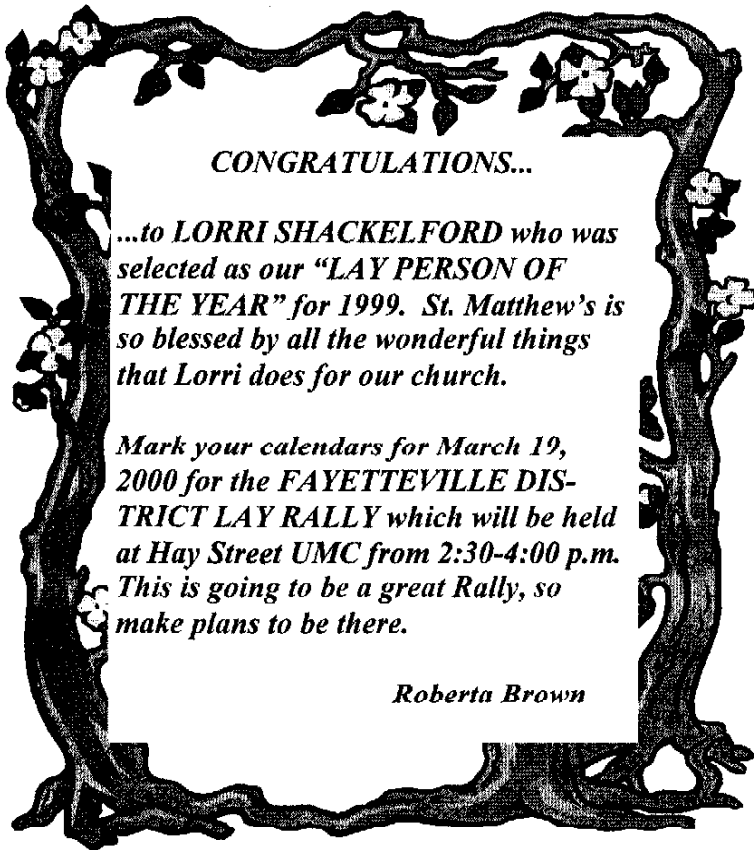 CONGRATULATIONS...
...to LORRI SHACKELFORD who was
selected as our “LAY PERSON OF
THE YEAR” for 1999. St. Matthew’s is
so blessed by all the wonderful things
that Lorri does for our church.
Mark your calendars for March 19,
2000 for the FAYETTEVILLE DIS-
TRICT LAY RALLY which will be held
at Hay Street UMC from 2:30-4:00 p.m.
This is going to be a great Rally, so
make plans to be there.
Roberta Brown